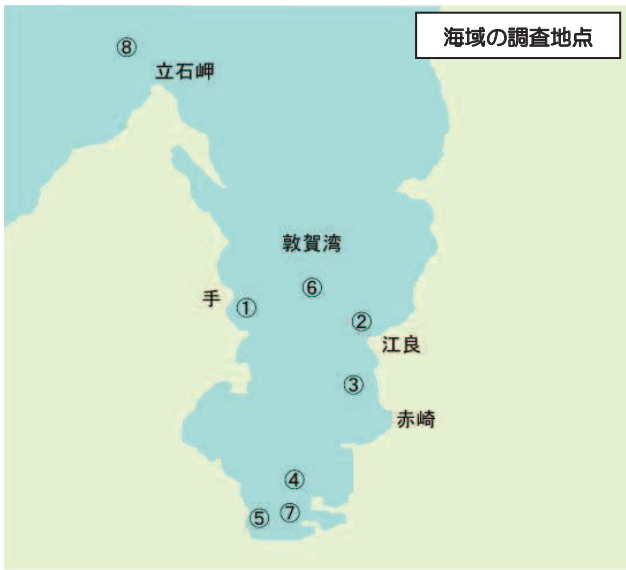 海域の調査地点
⑧
立石岬
敦賀湾
⑥
手
①
②
江良
③
赤崎
④
⑤
⑦